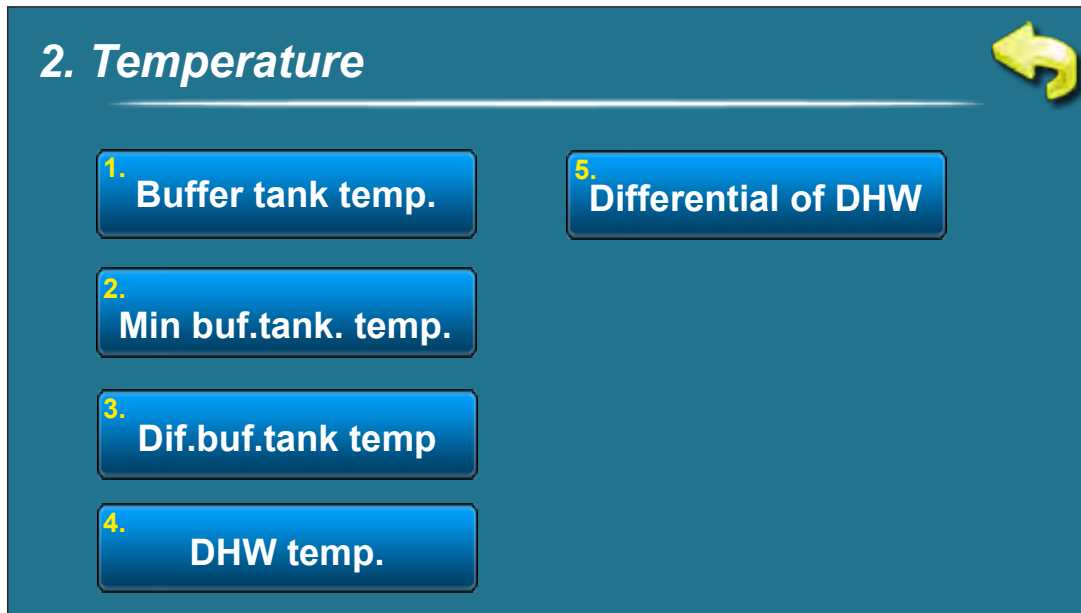 2. Temperature
1.
Buffer tank temp.
2.
Min buf.tank. temp.
3.
Dif.buf.tank temp
4.
DHW temp.
5.
Differential of DHW